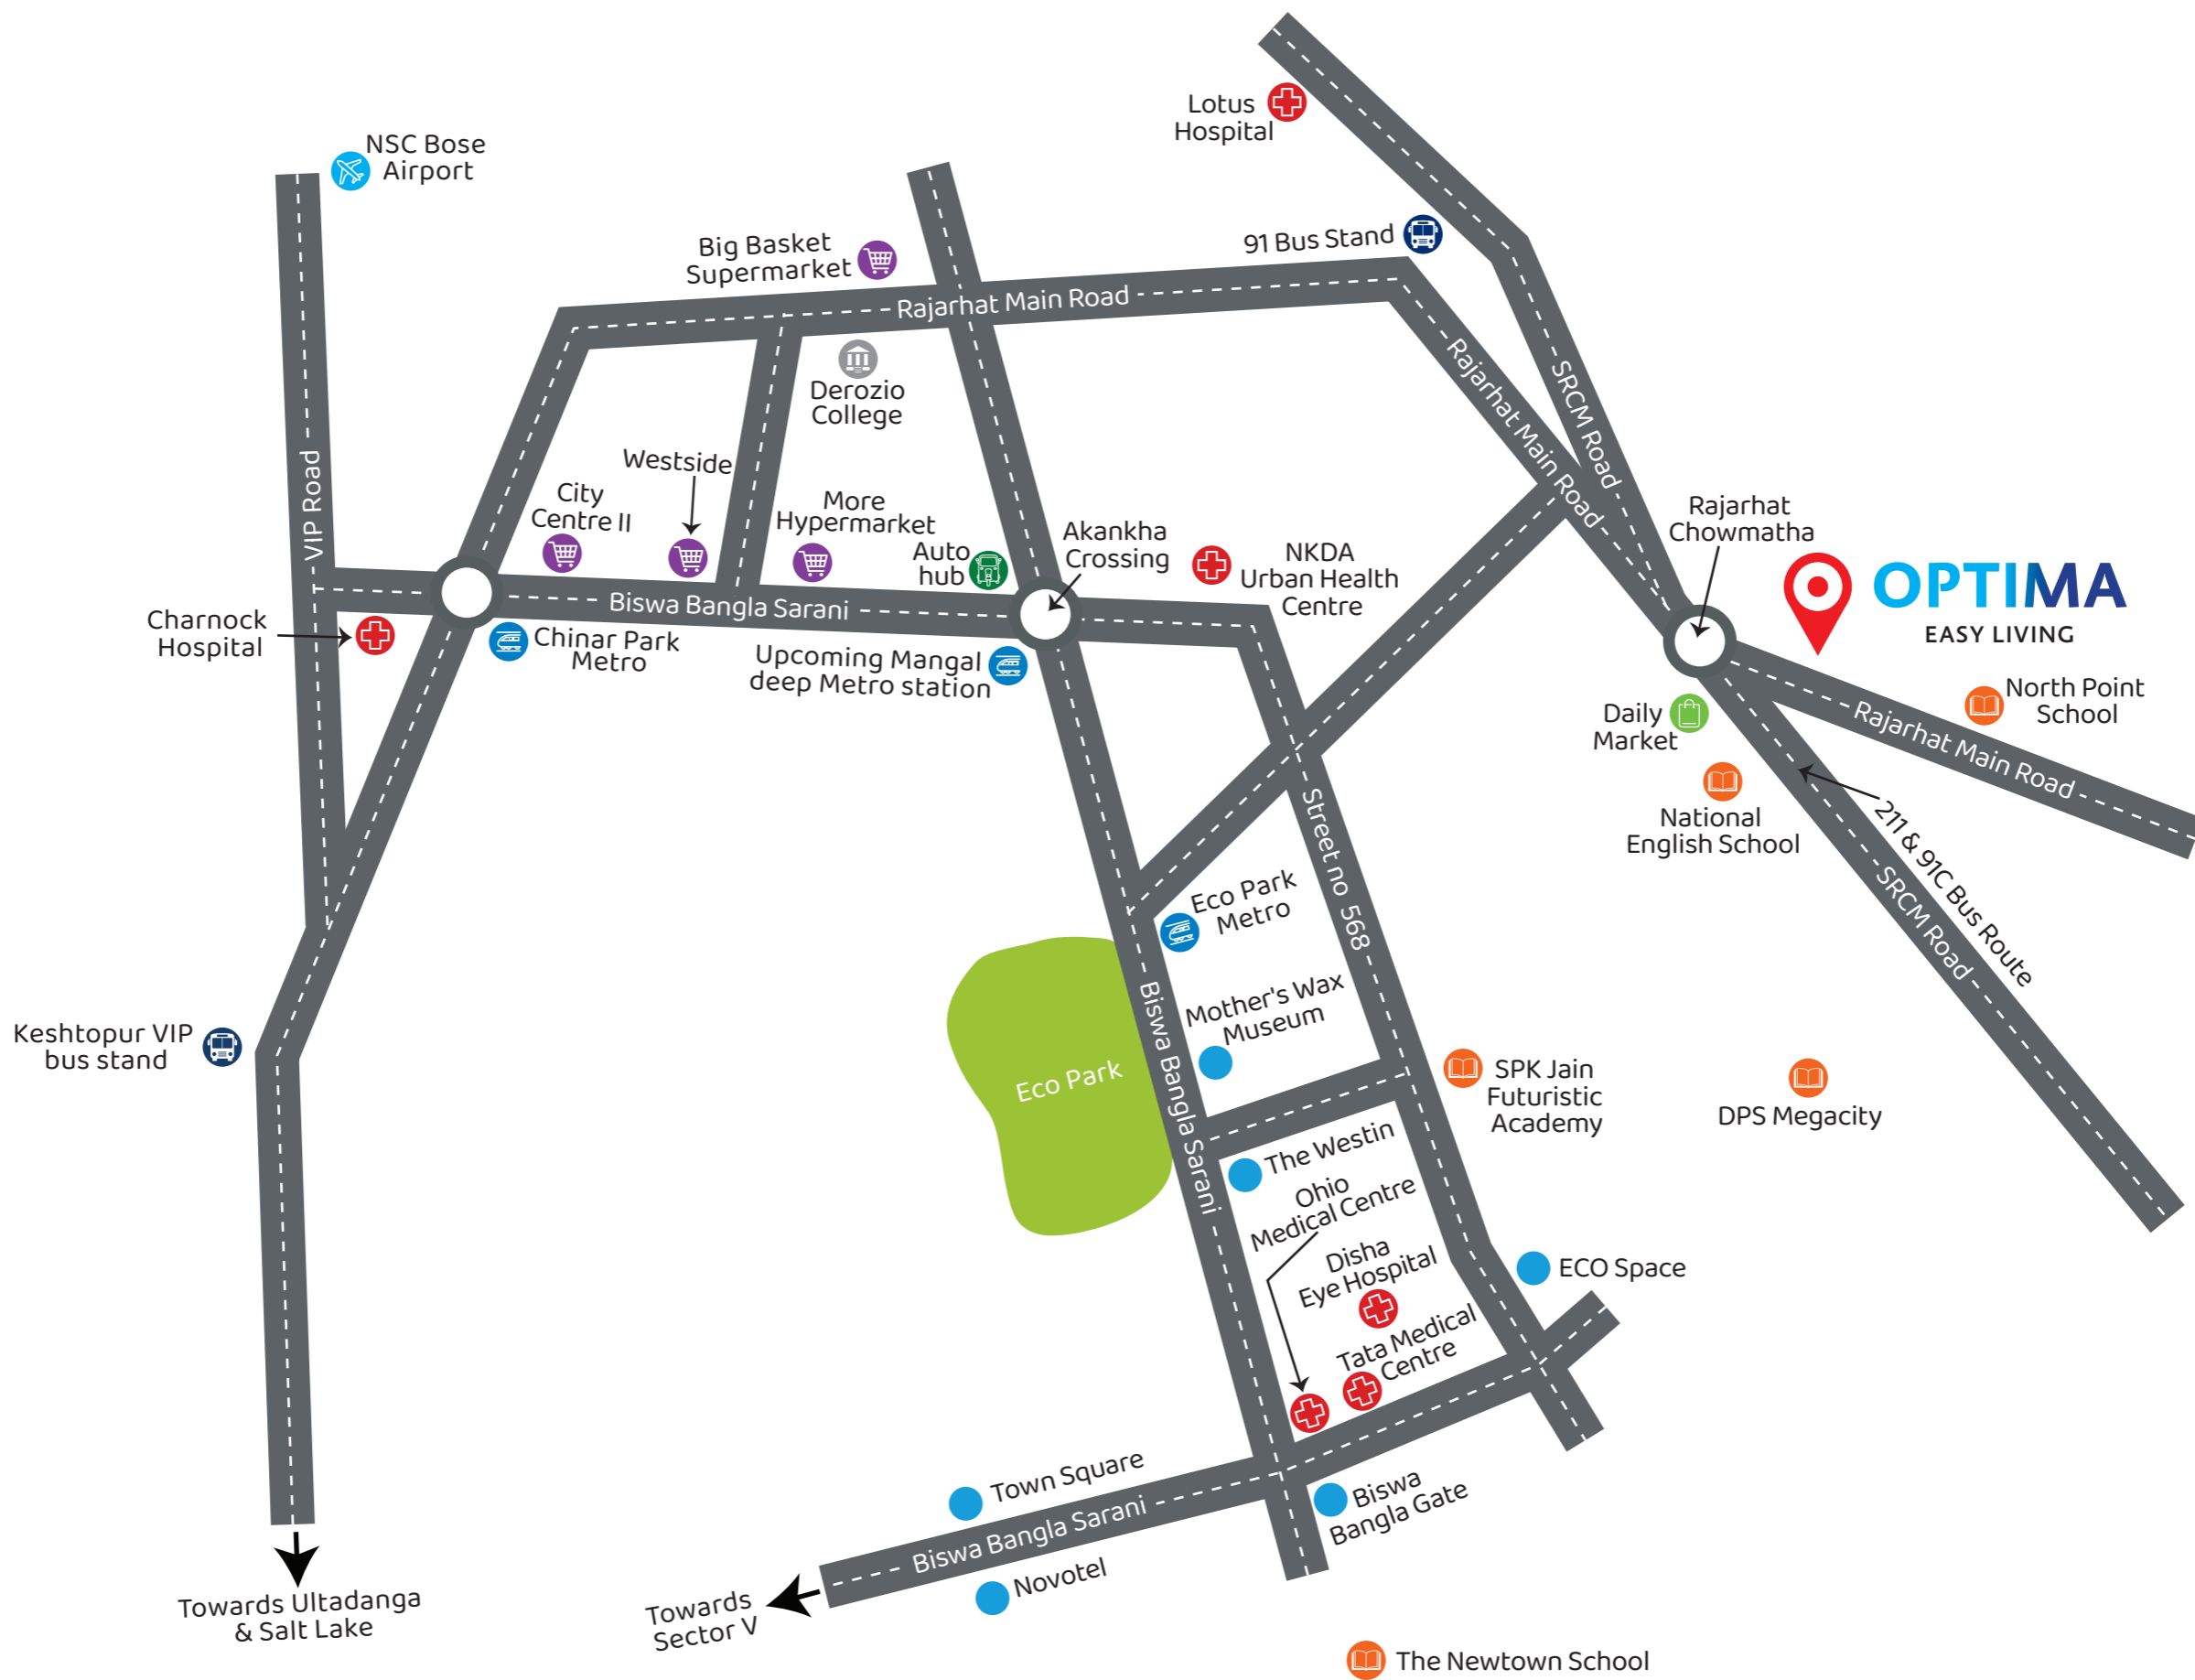 Lotus
Hospital
NSC Bose
Airport
91 Bus Stand
Big Basket
Supermarket
Rajarhat Main Road
Derozio
College
Rajarhat Main Road
SRCM Road
VIP Road
Westside
City
Centre II
More
Hypermarket
Auto
hub
Akankha
Crossing
NKDA
Urban Health
Centre
Rajarhat
Chowmatha
OPTIMA
EASY LIVING
Charnock
Hospital
Biswa Bangla Sarani
Chinar Park
Metro
Upcoming Mangal
deep Metro station
Daily
Market
North Point
School
Rajarhat Main Road
National
English School
211 & 91C Bus Route
SRCM Road
Street no 568
Eco Park
Metro
Mother's Wax
Museum
Keshtopur VIP
bus stand
Eco Park
Biswa Bangla Sarani
SPK Jain
Futuristic
Academy
DPS Megacity
The Westin
Ohio
Medical Centre
Disha
Eye Hospital
ECO Space
Tata Medical
Centre
Town Square
Biswa
Bangla Gate
Biswa Bangla Sarani
Novotel
Towards Ultadanga
& Salt Lake
Towards
Sector V
The Newtown School